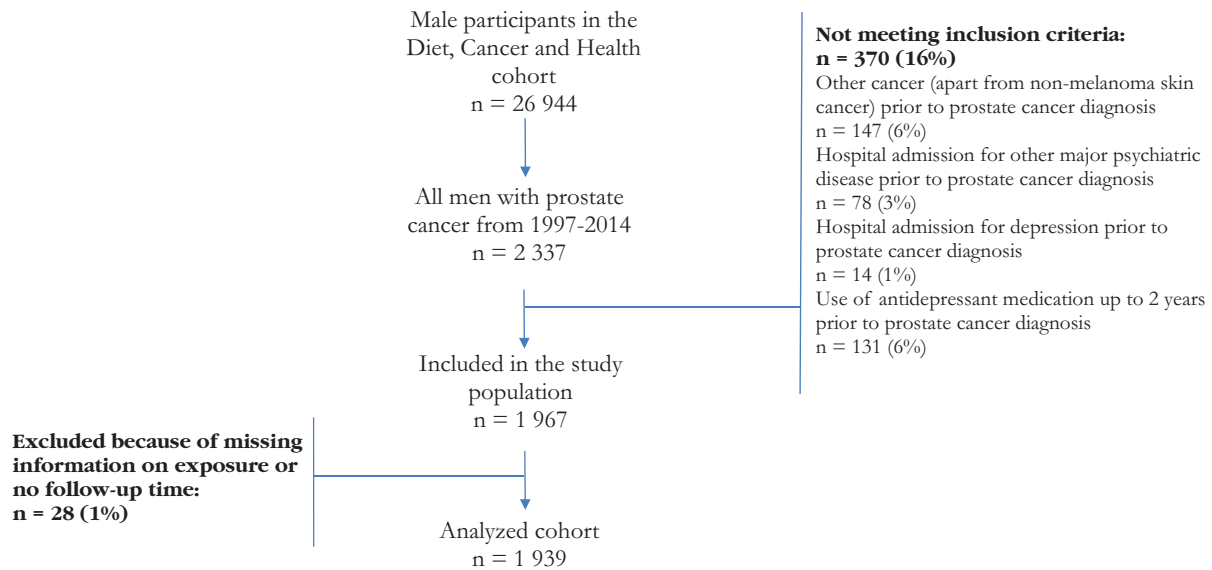 Male participants in the
Diet, Cancer and Health
cohort
n = 26 944
All men with prostate
cancer from 1997-2014
n = 2 337
Not meeting inclusion criteria:
n = 370 (16%)
Other cancer (apart from non-melanoma skin
cancer) prior to prostate cancer diagnosis
n = 147 (6%)
Hospital admission for other major psychiatric
disease prior to prostate cancer diagnosis
n = 78 (3%)
Hospital admission for depression prior to
prostate cancer diagnosis
n = 14 (1%)
Use of antidepressant medication up to 2 years
prior to prostate cancer diagnosis
n = 131 (6%)
Included in the study
population
n = 1 967
Excluded because of missing
information on exposure or
no follow-up time:
n = 28 (1%)
Analyzed cohort
n = 1 939